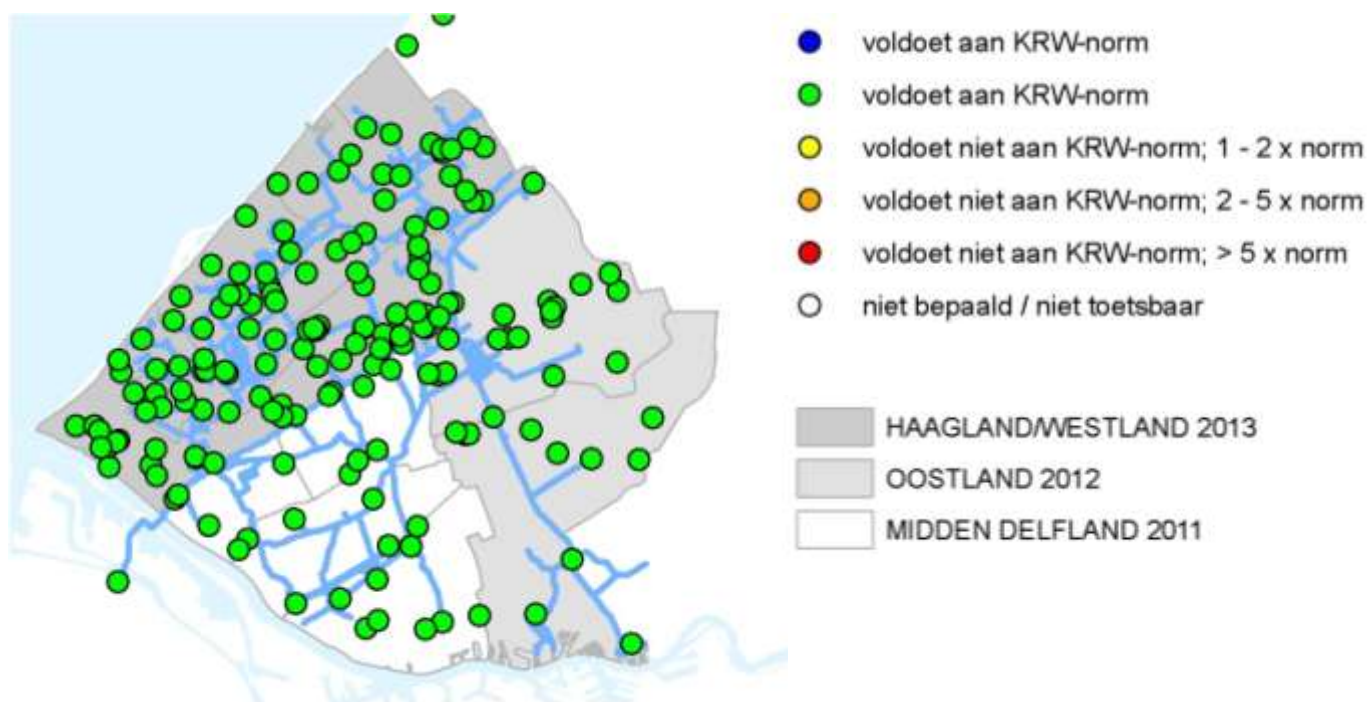 voldoet aan KRW-norm
voldoet aan KRW-norm
voldoet niet aan KRW-norm; 1 - 2 x norm
voldoet niet aan KRW-norm; 2 - 5 x norm
voldoet niet aan KRW-norm; > 5 x norm
niet bepaald / niet toetsbaar
HAAGLAND/WESTLAND 2013
OOSTLAND 2012
MIDDEN DELFLAND 2011